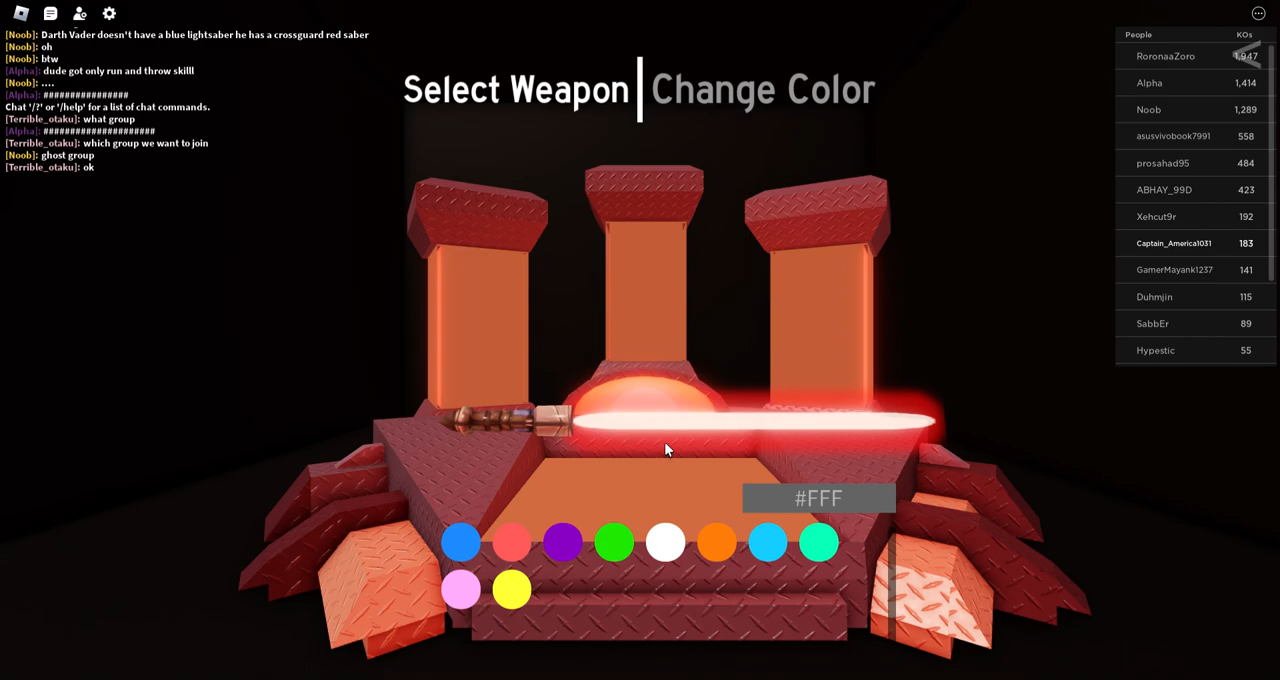 [Noob]: Darth Vader doesn't have a blue lightsaber he has a crossguard red saber
[Noob]: oh
[Noob]: btw
[Alpha]: dude got only run and throw skilll
[Noob]: ....
[Alpha]: ###############
Chat '/?' or '/help' for a list of chat commands.
[Terrible_otaku]: what group
[Alpha]: ####################
[Terrible_otaku]: which group we want to join
[Noob]: ghost group
[Terrible_otaku]: ok
Select Weapon | Change Color
#FFF
People KOs
RoronaaZoro 1,947
Alpha 1,414
Noob 1,289
asusvivobook7991 558
prosahad95 484
ABHAY_99D 423
Xehcut9r 192
Captain_America1031 183
GamerMayank1237 141
Duhmjin 115
SabbEr 89
Hypestic 55